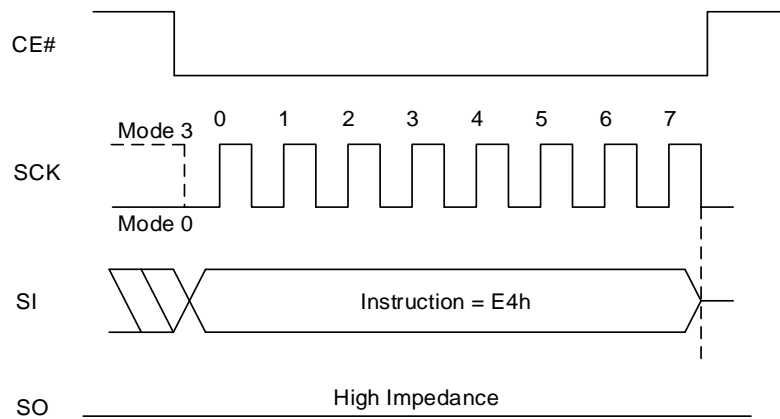 CE#
Mode 3
0 1 2 3 4 5 6 7
SCK
Mode 0
SI
Instruction = E4h
SO
High Impedance